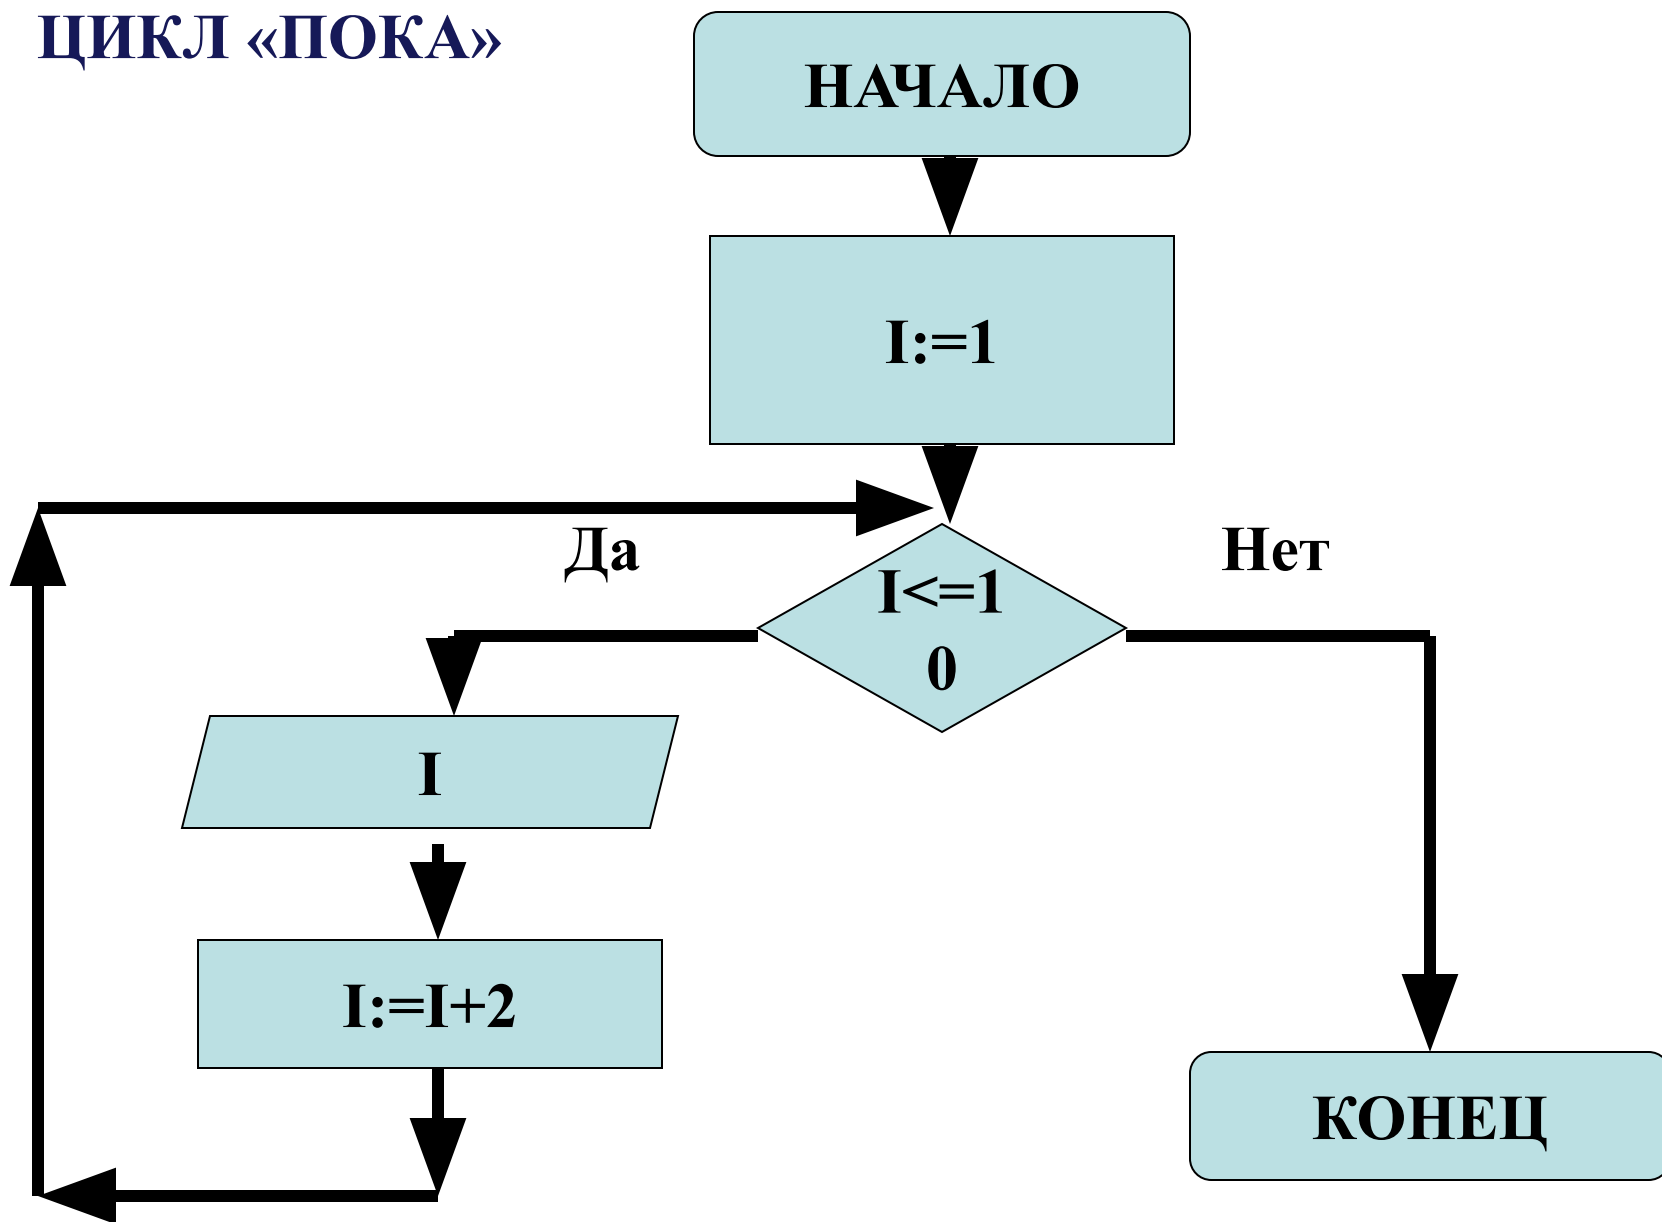 ЦИКЛ «ПОКА»
НАЧАЛО
I:=1
Да
Нет
I<=1
0
I
I:=I+2
КОНЕЦ